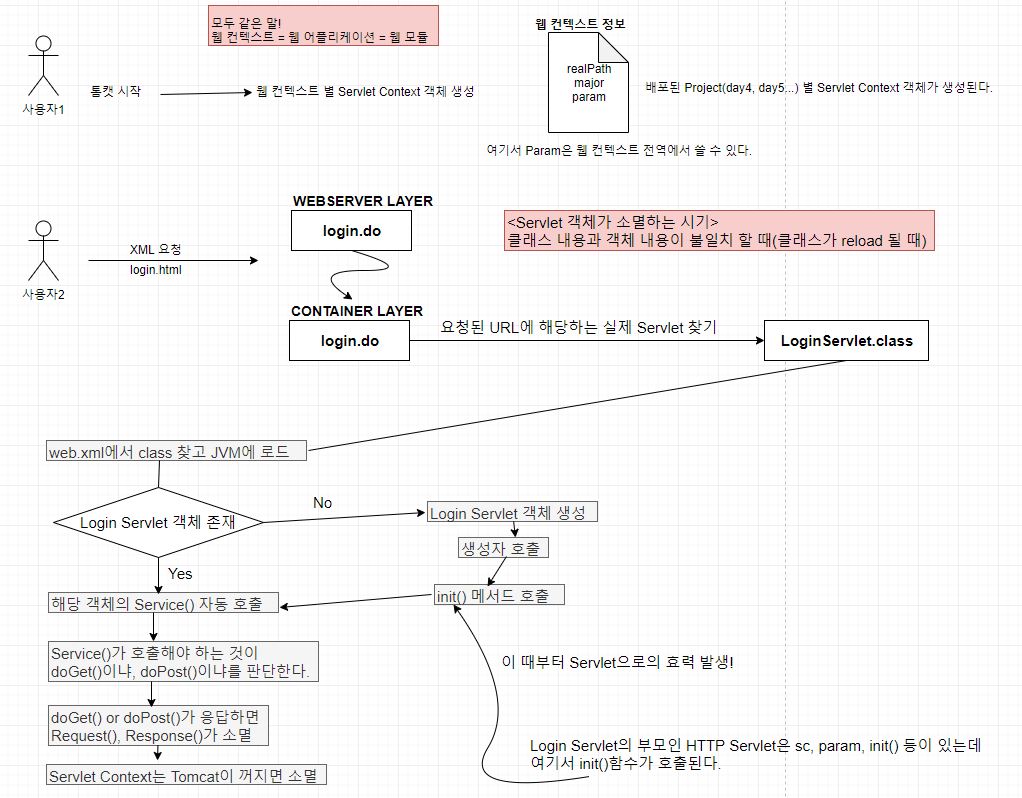 모두 같은 말!
웹 컨텍스트 = 웹 어플리케이션 = 웹 모듈
사용자1
톰캣 시작
웹 컨텍스트 별 Servlet Context 객체 생성
웹 컨텍스트 정보
realPath
major
param
배포된 Project(day4, day5...) 별 Servlet Context 객체가 생성된다.
여기서 Param은 웹 컨텍스트 전역에서 쓸 수 있다.
사용자2
XML 요청
login.html
WEBSERVER LAYER
login.do
<Servlet 객체가 소멸하는 시기>
클래스 내용과 객체 내용이 불일치 할 때(클래스가 reload 될 때)
CONTAINER LAYER
login.do
요청된 URL에 해당하는 실제 Servlet 찾기
LoginServlet.class
web.xml에서 class 찾고 JVM에 로드
Login Servlet 객체 존재
No
Login Servlet 객체 생성
생성자 호출
init() 메서드 호출
Yes
해당 객체의 Service() 자동 호출
Service()가 호출해야 하는 것이
doGet()이냐, doPost()이냐를 판단한다.
doGet() or doPost()가 응답하면
Request(), Response()가 소멸
Servlet Context는 Tomcat이 꺼지면 소멸
이 때부터 Servlet으로의 효력 발생!
Login Servlet의 부모인 HTTP Servlet은 sc, param, init() 등이 있는데
여기서 init()함수가 호출된다.